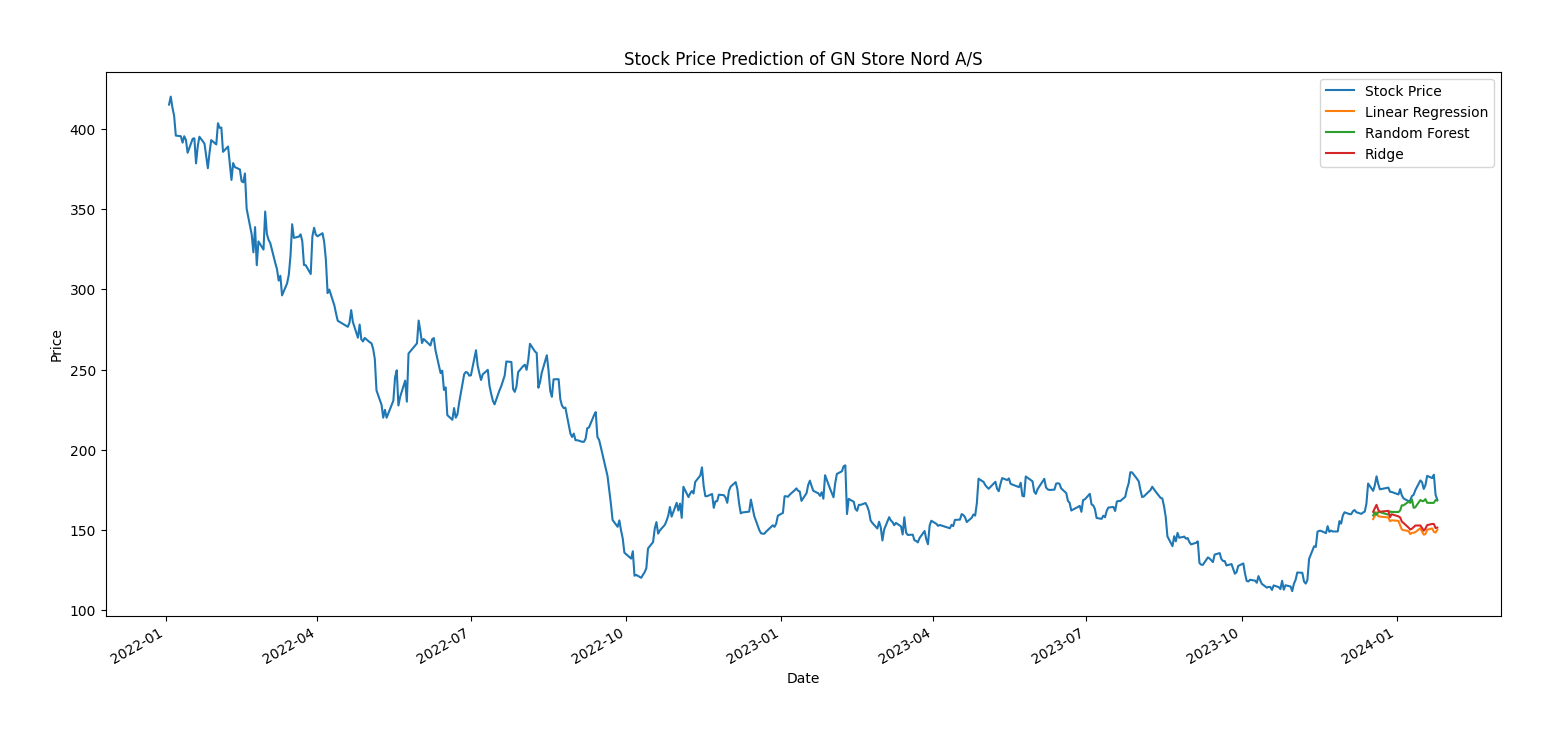 Stock Price Prediction of GN Store Nord A/S
Stock Price
Linear Regression
Random Forest
Ridge
400
350
300
250
200
150
100
Price
2022-01
2022-04
2022-07
2022-10
2023-01
2023-04
2023-07
2023-10
2024-01
Date